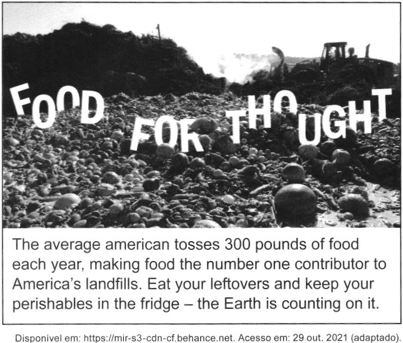 FOOD FOR THOUGHT
The average american tosses 300 pounds of food
each year, making food the number one contributor to
America's landfills. Eat your leftovers and keep your
perishables in the fridge – the Earth is counting on it.
Disponível em: https://mir-s3-cdn-cf.behance.net. Acesso em: 29 out. 2021 (adaptado).